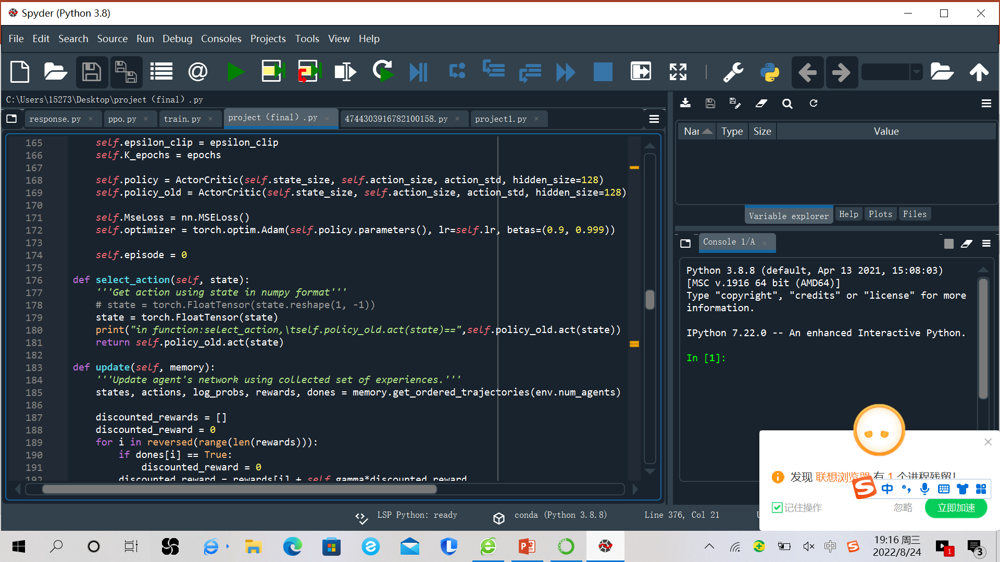 Spyder (Python 3.8)
File Edit Search Source Run Debug Consoles Projects Tools View Help
C:\Users\15273\Desktop\project（final）.py
response.py
ppo.py
train.py
project（final）.py
4744303916782100158.py
project1.py
165 self.epsilon_clip = epsilon_clip
166 self.K_epochs = epochs
167
168 self.policy = ActorCritic(self.state_size, self.action_size, action_std, hidden_size=128)
169 self.policy_old = ActorCritic(self.state_size, self.action_size, action_std, hidden_size=128)
170
171 self.MseLoss = nn.MSELoss()
172 self.optimizer = torch.optim.Adam(self.policy.parameters(), lr=self.lr, betas=(0.9, 0.999))
173
174 self.episode = 0
175
176 def select_action(self, state):
177 '''Get action using state in numpy format'''
178 # state = torch.FloatTensor(state.reshape(1, -1))
179 state = torch.FloatTensor(state)
180 print("in function:select_action,\tself.policy_old.act(state)==",self.policy_old.act(state))
181 return self.policy_old.act(state)
182
183 def update(self, memory):
184 '''Update agent's network using collected set of experiences.'''
185 states, actions, log_probs, rewards, dones = memory.get_ordered_trajectories(env.num_agents)
186
187 discounted_rewards = []
188 discounted_reward = 0
189 for i in reversed(range(len(rewards))):
190 if dones[i] == True:
191 discounted_reward = 0
192 discounted_reward = rewards[i] + self.gamma*discounted_reward
Type Size Value
Variable explorer Help Plots Files
Console 1/A
Python 3.8.8 (default, Apr 13 2021, 15:08:03)
[MSC v.1916 64 bit (AMD64)]
Type "copyright", "credits" or "license" for more
information.
IPython 7.22.0 -- An enhanced Interactive Python.
In [1]:
发现 联想浏览器 有 1 个进程残留！
中
记住操作 忽略 立即加速
LSP Python: ready conda (Python 3.8.8) Line 376, Col 21
19:16 周三
2022/8/24
中
1
3